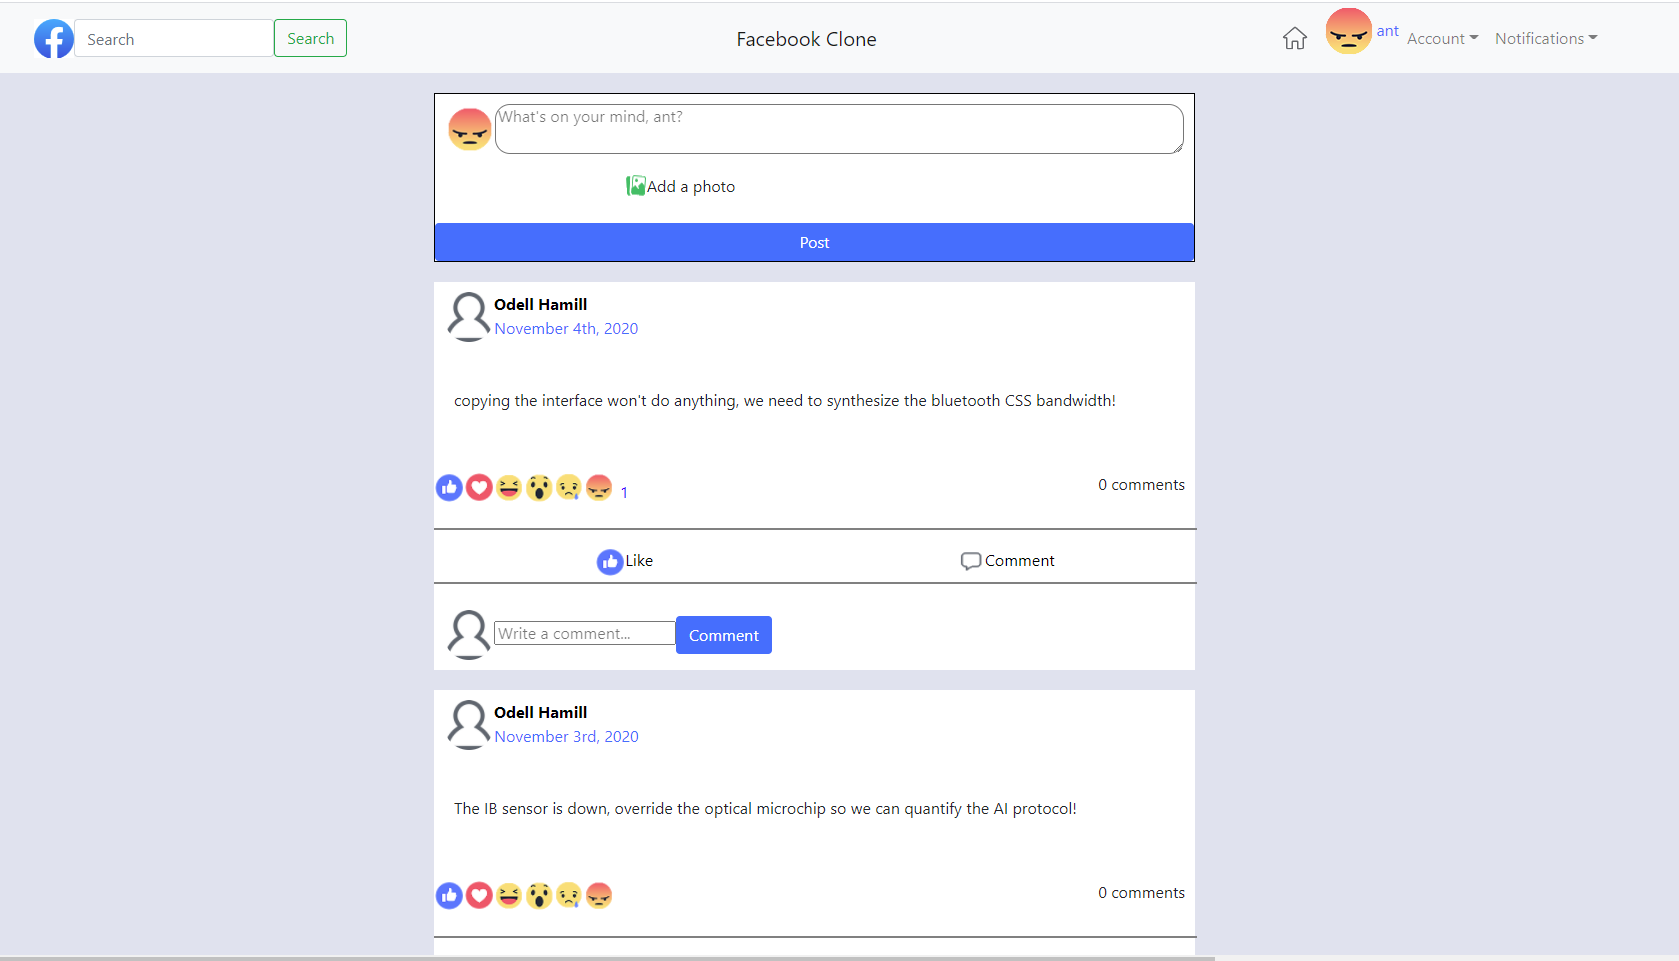 Search Search Facebook Clone ant Account Notifications
What's on your mind, ant?
Add a photo
Post
Odell Hamill
November 4th, 2020
copying the interface won't do anything, we need to synthesize the bluetooth CSS bandwidth!
1 0 comments
Like Comment
Write a comment... Comment
Odell Hamill
November 3rd, 2020
The IB sensor is down, override the optical microchip so we can quantify the AI protocol!
0 comments